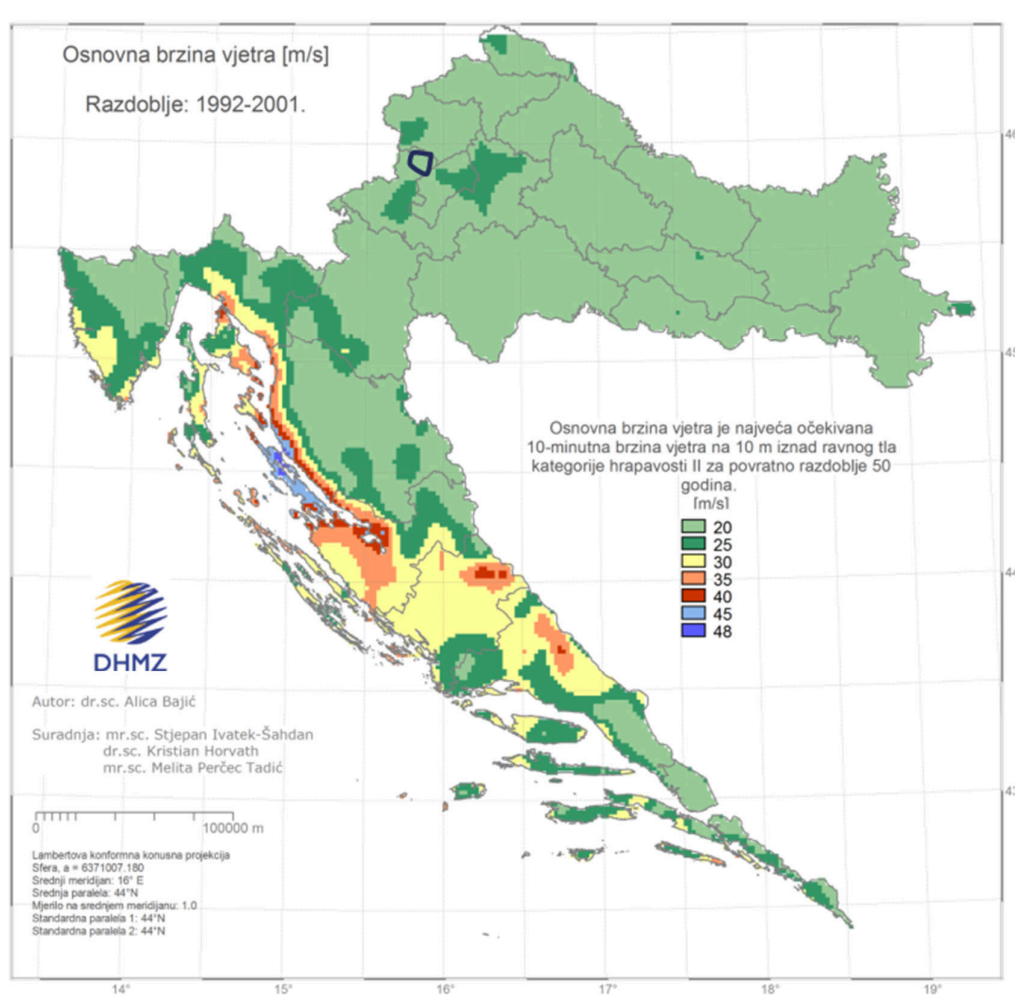 Osnovna brzina vjetra [m/s]
Razdoblje: 1992-2001.
46
45
Osnovna brzina vjetra je najveća očekivana
10-minutna brzina vjetra na 10 m iznad ravnog tla
kategorije hrapavosti II za povratno razdoblje 50
godina.
[m/s]
20
25
30
35
40
45
48
44
DHMZ
Autor: dr.sc. Alica Bajić
Suradnja: mr.sc. Stjepan Ivatek-Šahdan
dr.sc. Kristian Horvath
mr.sc. Melita Perčec Tadić
43
0 100000 m
Lambertova konformna konusna projekcija
Sfera, a = 6371007.180
Srednji meridijan: 16° E
Srednja paralela: 44°N
Mjerilo na srednjem meridijanu: 1.0
Standardna paralela 1: 44°N
Standardna paralela 2: 44°N
14° 15° 16° 17° 18° 19°